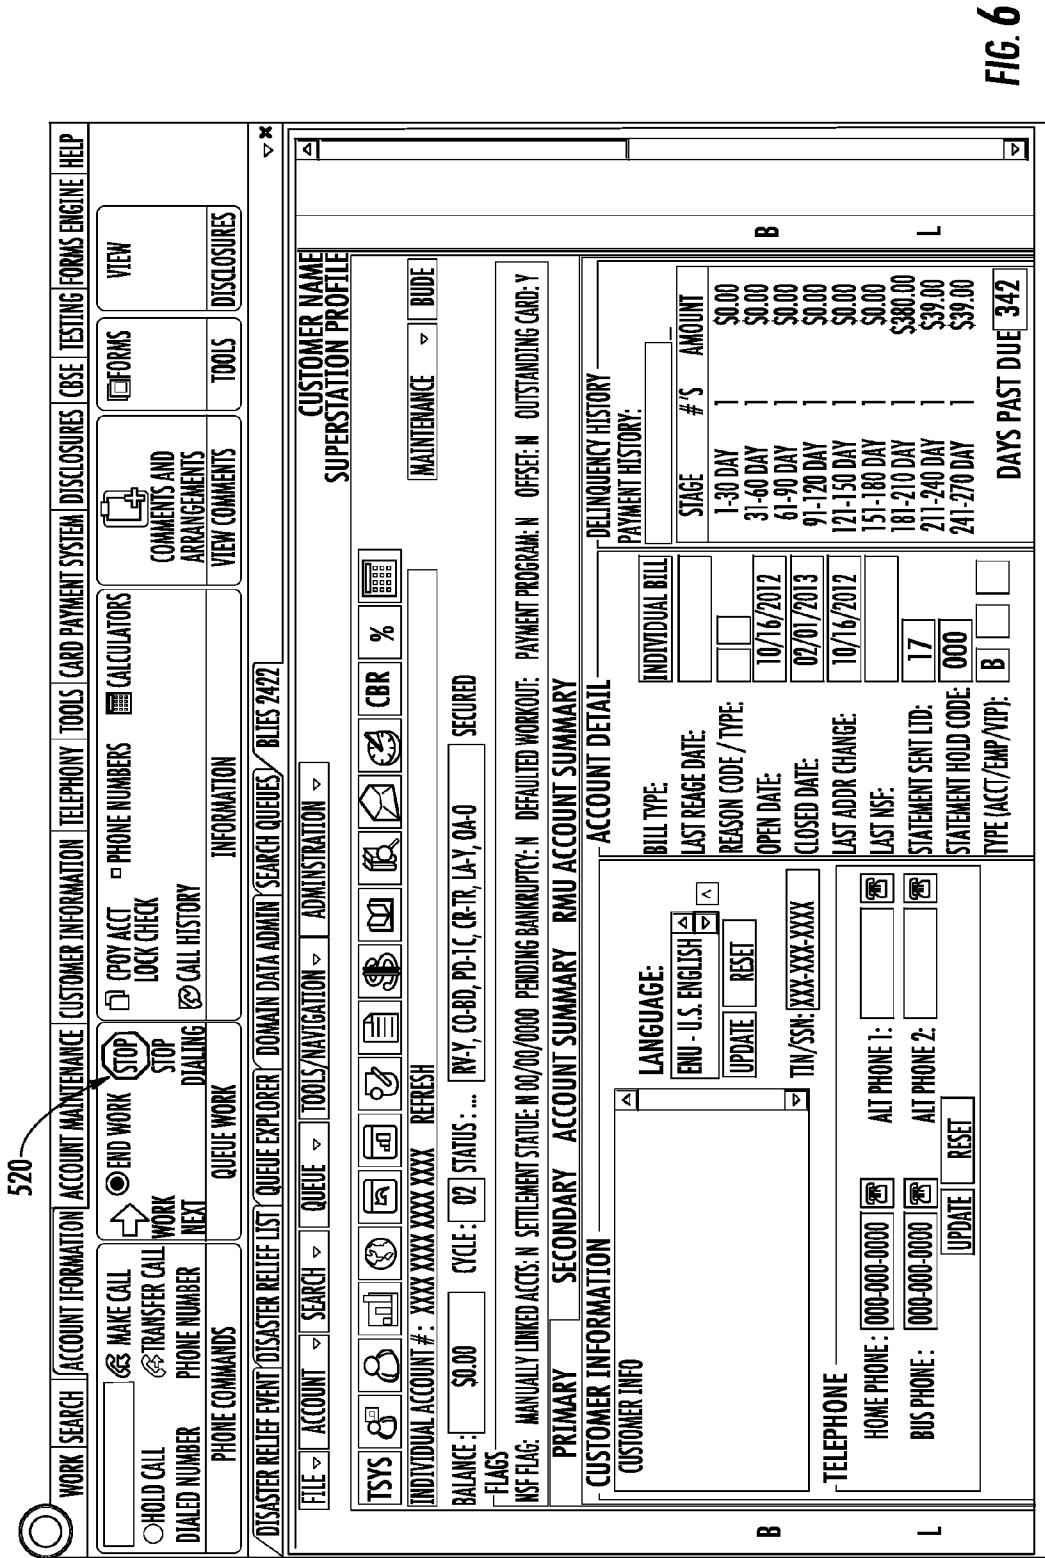 FIG. 6
520
WORK SEARCH ACCOUNT IFORMATION ACCOUNT MAINTENANCE CUSTOMER INFORMATION TELEPHONY TOOLS CARD PAYMENT SYSTEM DISCLOSURES CBSE TESTING FORMS ENGINE HELP
MAKE CALL
HOLD CALL
TRANSFER CALL
DIALED NUMBER PHONE NUMBER
PHONE COMMANDS
WORK NEXT
END WORK
STOP
STOP DIALING
QUEUE WORK
CPOY ACT
LOCK CHECK
PHONE NUMBERS
CALCULATORS
CALL HISTORY
INFORMATION
COMMENTS AND
ARRANGEMENTS
VIEW COMMENTS
FORMS
TOOLS
VIEW
DISCLOSURES
DISASTER RELIEF EVENT DISASTER RELIEF LIST QUEUE EXPLORER DOMAIN DATA ADMIN SEARCH QUEUES BLIES 2422
FILE ACCOUNT SEARCH QUEUE TOOLS/NAVIGATION ADMINSTRATION
CUSTOMER NAME
SUPERSTATION PROFILE
TSYS $ CBR %
INDIVIDUAL ACCOUNT #: XXXX XXXX XXXX XXXX REFRESH
MAINTENANCE BUDE
BALANCE: $0.00 CYCLE: 02 STATUS: ... RV-Y, CO-BD, PD-1C, CR-TR, LA-Y, OA-O SECURED
FLAGS
NSF FLAG: MANUALLY LINKED ACCTS: N SETTLEMENT STATUE: N 00/00/0000 PENDING BANKRUPTCY: N DEFAULTED WORKOUT: PAYMENT PROGRAM: N OFFSET: N OUTSTANDING CARD: Y
PRIMARY SECONDARY ACCOUNT SUMMARY RMU ACCOUNT SUMMARY
CUSTOMER INFORMATION
CUSTOMER INFO
LANGUAGE:
ENU - U.S. ENGLISH
UPDATE RESET
TIN/SSN: XXX-XXX-XXXX
TELEPHONE
HOME PHONE: 000-000-0000 ALT PHONE 1:
BUS PHONE: 000-000-0000 ALT PHONE 2:
UPDATE RESET
ACCOUNT DETAIL
BILL TYPE: INDIVIDUAL BILL
LAST REAGE DATE:
REASON CODE / TYPE:
OPEN DATE: 10/16/2012
CLOSED DATE: 02/01/2013
LAST ADDR CHANGE: 10/16/2012
LAST NSF:
STATEMENT SENT LTD: 17
STATEMENT HOLD CODE: 000
TYPE (ACCT/EMP/VIP): B
DELINQUENCY HISTORY
PAYMENT HISTORY:
STAGE #'S AMOUNT
1-30 DAY 1 $0.00
31-60 DAY 1 $0.00
61-90 DAY 1 $0.00
91-120 DAY 1 $0.00
121-150 DAY 1 $0.00
151-180 DAY 1 $0.00
181-210 DAY 1 $380.00
211-240 DAY 1 $39.00
241-270 DAY 1 $39.00
DAYS PAST DUE 342
B
L
B
L